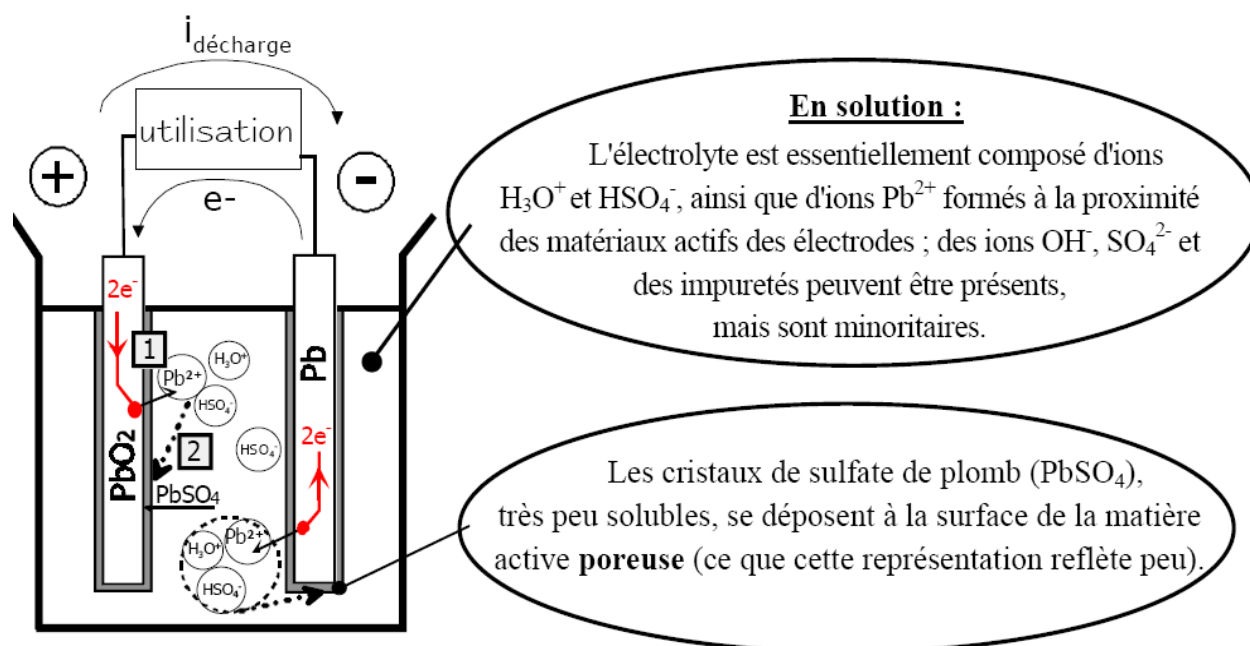 i décharge
utilisation
+
-
e-
2e⁻
1
Pb²⁺
H₃O⁺
HSO₄⁻
2
HSO₄⁻
PbO₂
PbSO₄
Pb
2e⁻
H₃O⁺
Pb²⁺
HSO₄⁻
En solution :
L'électrolyte est essentiellement composé d'ions
H₃O⁺ et HSO₄⁻, ainsi que d'ions Pb²⁺ formés à la proximité
des matériaux actifs des électrodes ; des ions OH⁻, SO₄²⁻ et
des impuretés peuvent être présents,
mais sont minoritaires.
Les cristaux de sulfate de plomb (PbSO₄),
très peu solubles, se déposent à la surface de la matière
active poreuse (ce que cette représentation reflète peu).